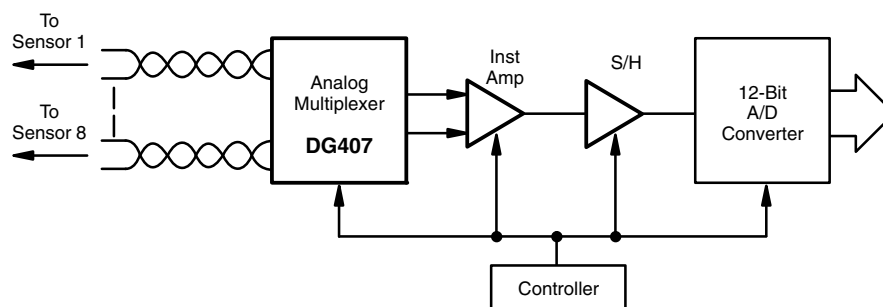 To
Sensor 1
To
Sensor 8
Analog
Multiplexer
DG407
Inst
Amp
S/H
12-Bit
A/D
Converter
Controller